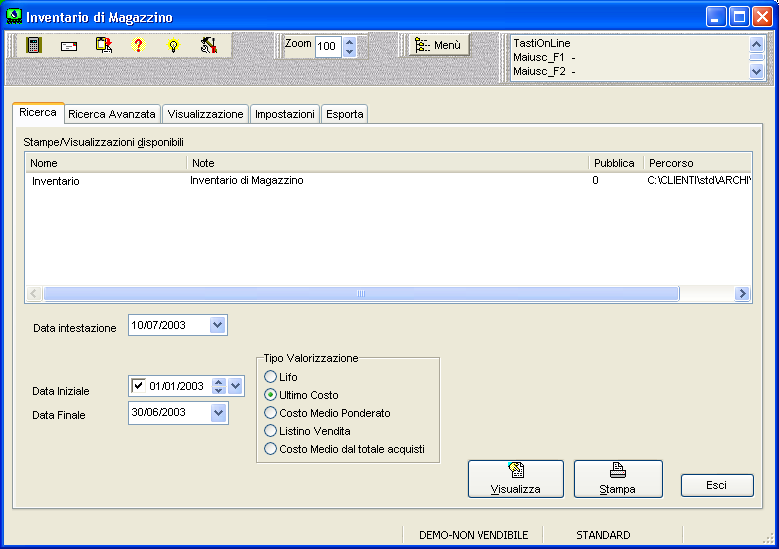 Inventario di Magazzino
Zoom 100 Menù
TastiOnLine
Maiusc_F1 -
Maiusc_F2 -
Ricerca Ricerca Avanzata Visualizzazione Impostazioni Esporta
Stampe/Visualizzazioni disponibili
Nome Note Pubblica Percorso
Inventario Inventario di Magazzino 0 C:\CLIENTI\std\ARCHI\
Data intestazione 10/07/2003
Tipo Valorizzazione
Lifo
Data Iniziale 01/01/2003
Ultimo Costo
Data Finale 30/06/2003
Costo Medio Ponderato
Listino Vendita
Costo Medio dal totale acquisti
Visualizza Stampa Esci
DEMO-NON VENDIBILE STANDARD